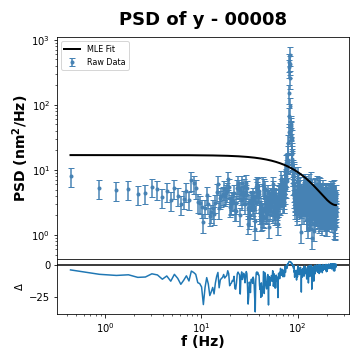 PSD of y - 00008
PSD (nm²/Hz)
10³
10²
10¹
10⁰
MLE Fit
Raw Data
Δ
0
−25
10⁰
10¹
10²
f (Hz)